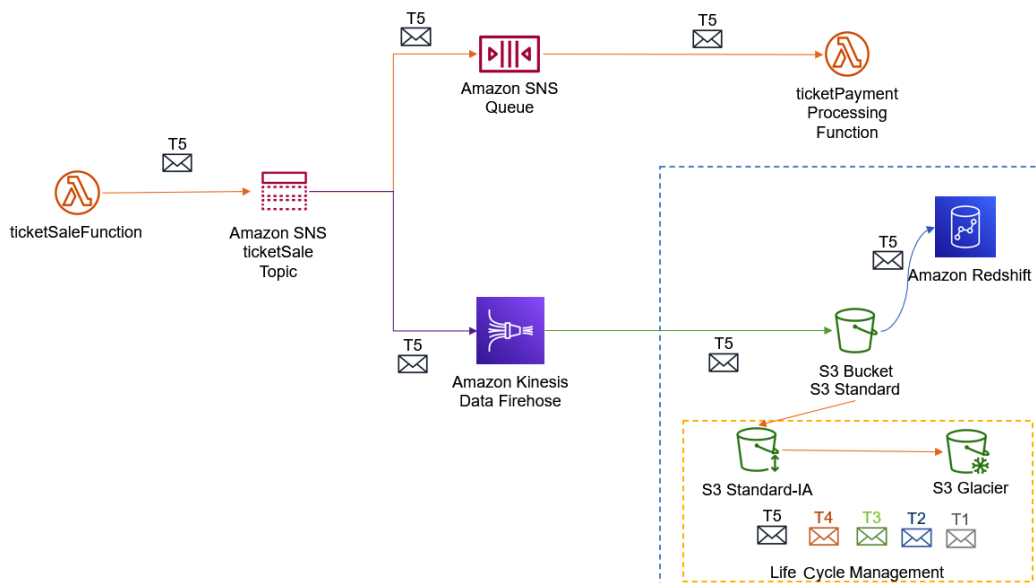 T5
T5
Amazon SNS
Queue
ticketPayment
Processing
Function
T5
ticketSaleFunction
Amazon SNS
ticketSale
Topic
T5
Amazon Redshift
T5
Amazon Kinesis
Data Firehose
T5
S3 Bucket
S3 Standard
S3 Standard-IA
S3 Glacier
T5 T4 T3 T2 T1
Life Cycle Management